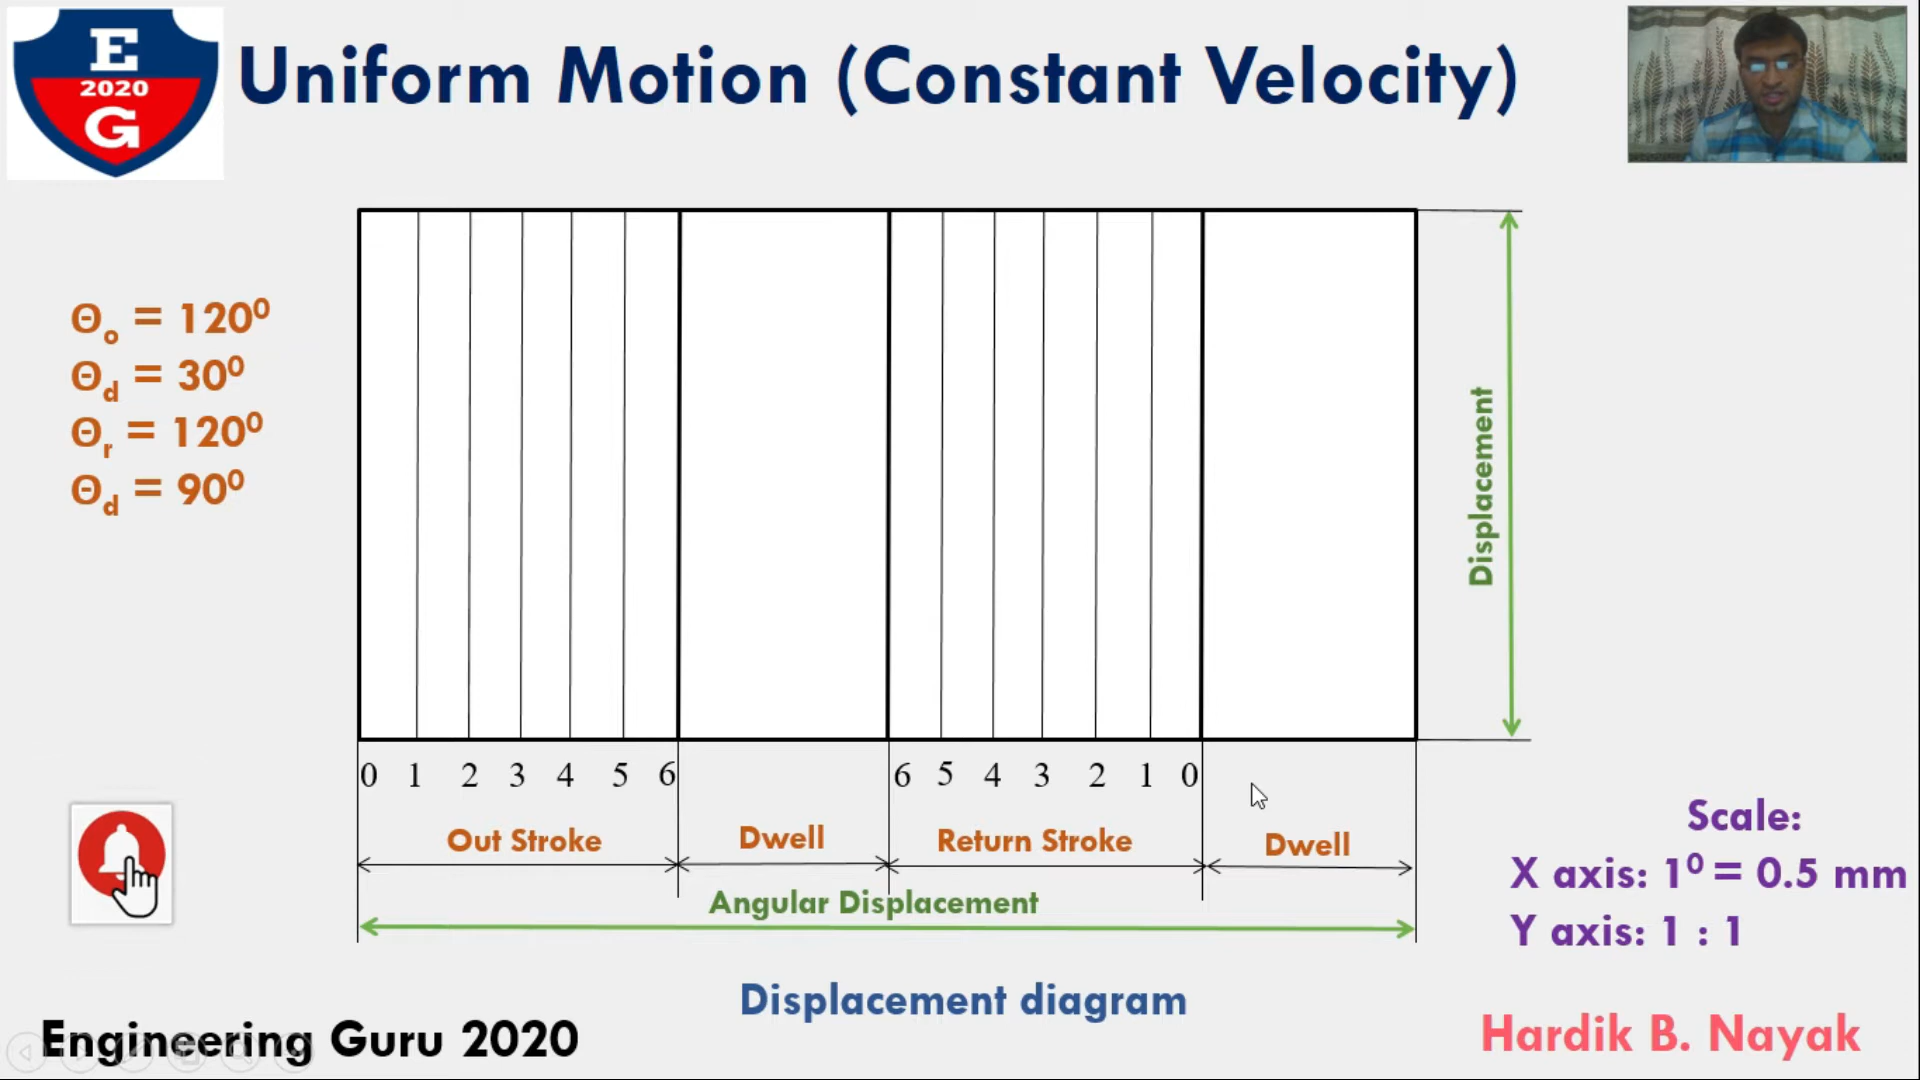 E
2020
G
Uniform Motion (Constant Velocity)
Θo = 120⁰
Θd = 30⁰
Θr = 120⁰
Θd = 90⁰
Displacement
0 1 2 3 4 5 6 6 5 4 3 2 1 0
Out Stroke Dwell Return Stroke Dwell
Angular Displacement
Scale:
X axis: 1⁰ = 0.5 mm
Y axis: 1 : 1
Displacement diagram
Engineering Guru 2020
Hardik B. Nayak